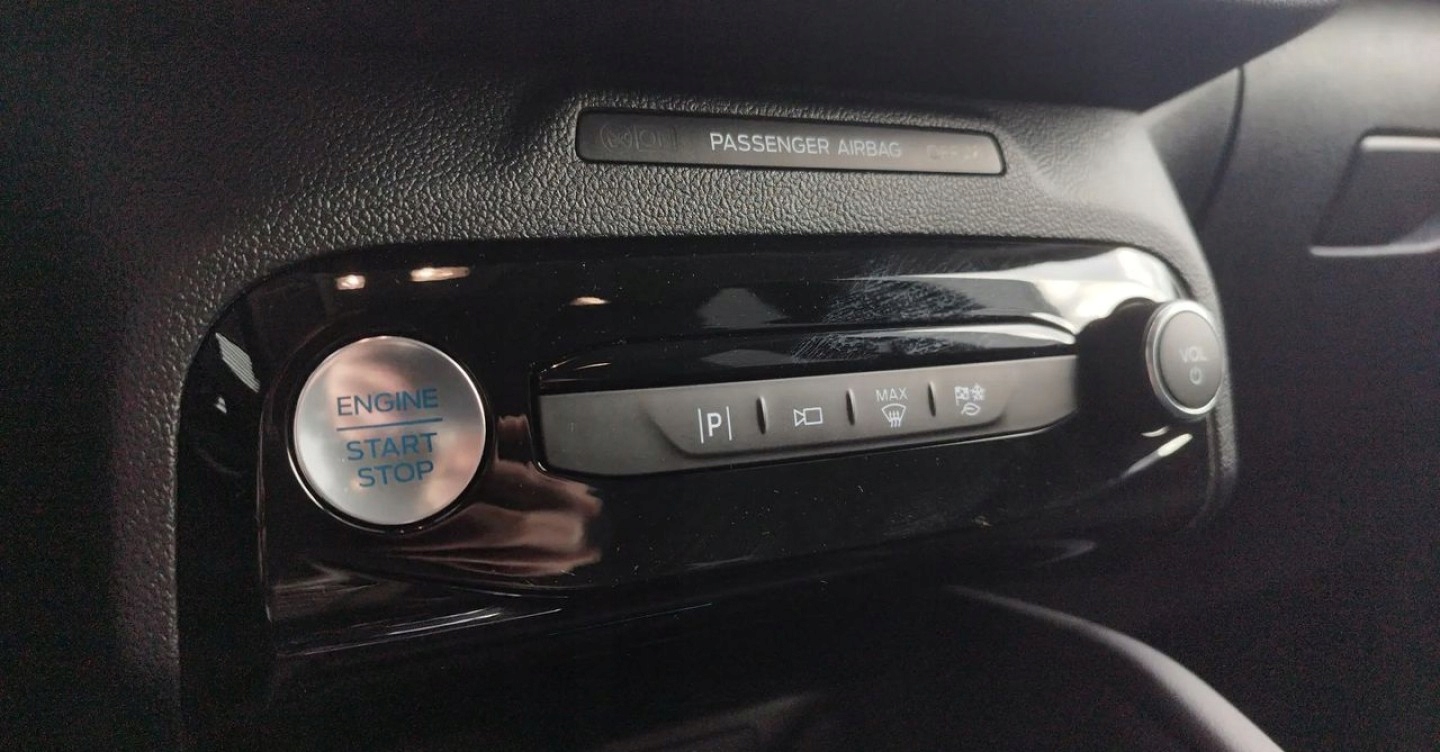 PASSENGER AIRBAG
ENGINE
START
STOP
P
MAX
VOL